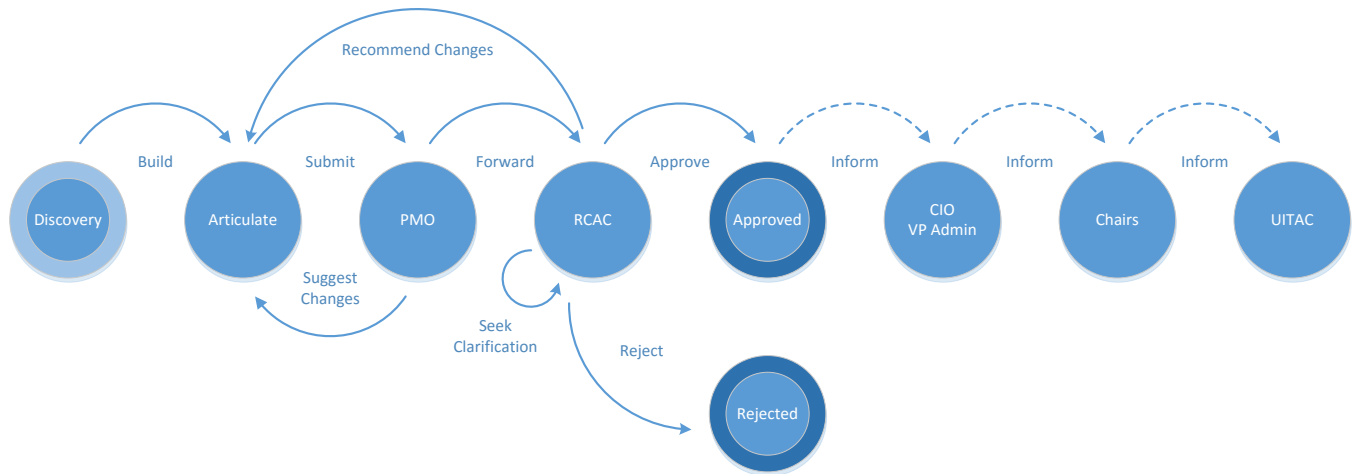 Recommend Changes
Build
Submit
Forward
Approve
Inform
Inform
Inform
Discovery
Articulate
PMO
RCAC
Approved
CIO
VP Admin
Chairs
UITAC
Suggest
Changes
Seek
Clarification
Reject
Rejected